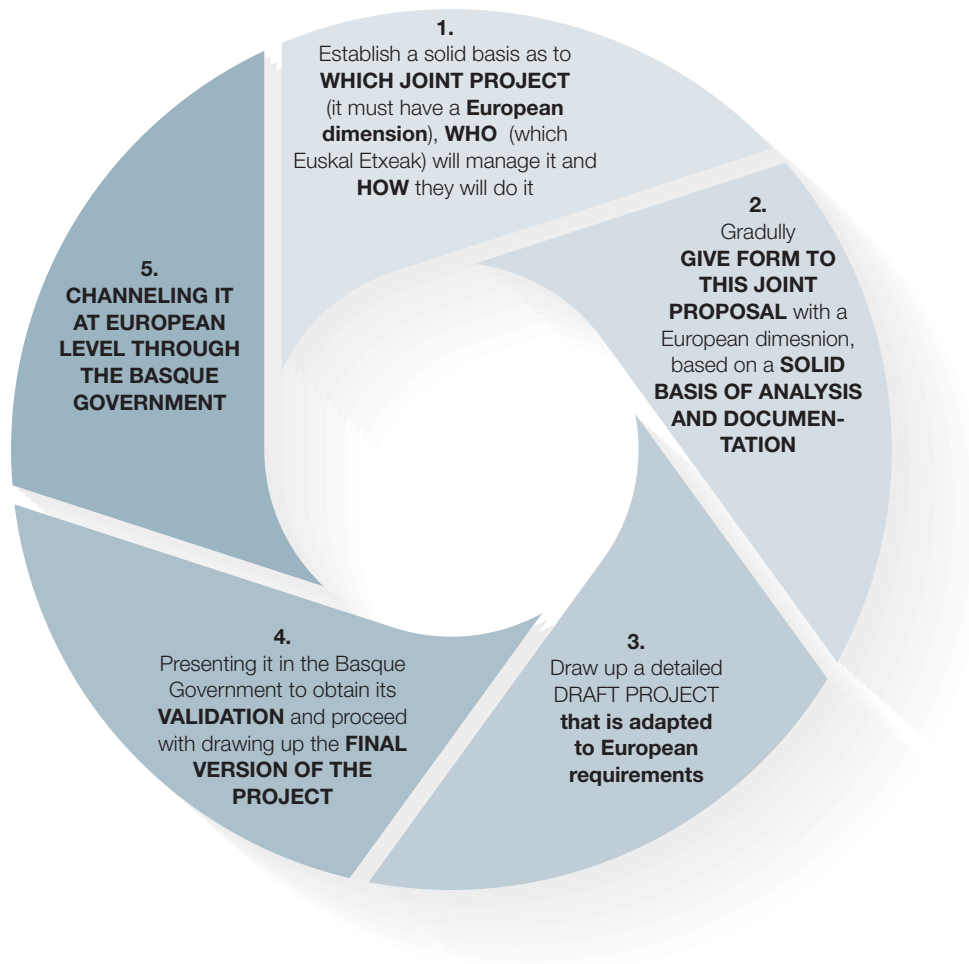 1.
Establish a solid basis as to
WHICH JOINT PROJECT
(it must have a European
dimension), WHO (which
Euskal Etxeak) will manage it and
HOW they will do it
2.
Gradully
GIVE FORM TO
THIS JOINT
PROPOSAL with a
European dimesnion,
based on a SOLID
BASIS OF ANALYSIS
AND DOCUMEN-
TATION
3.
Draw up a detailed
DRAFT PROJECT
that is adapted
to European
requirements
4.
Presenting it in the Basque
Government to obtain its
VALIDATION and proceed
with drawing up the FINAL
VERSION OF THE
PROJECT
5.
CHANNELING IT
AT EUROPEAN
LEVEL THROUGH
THE BASQUE
GOVERNMENT